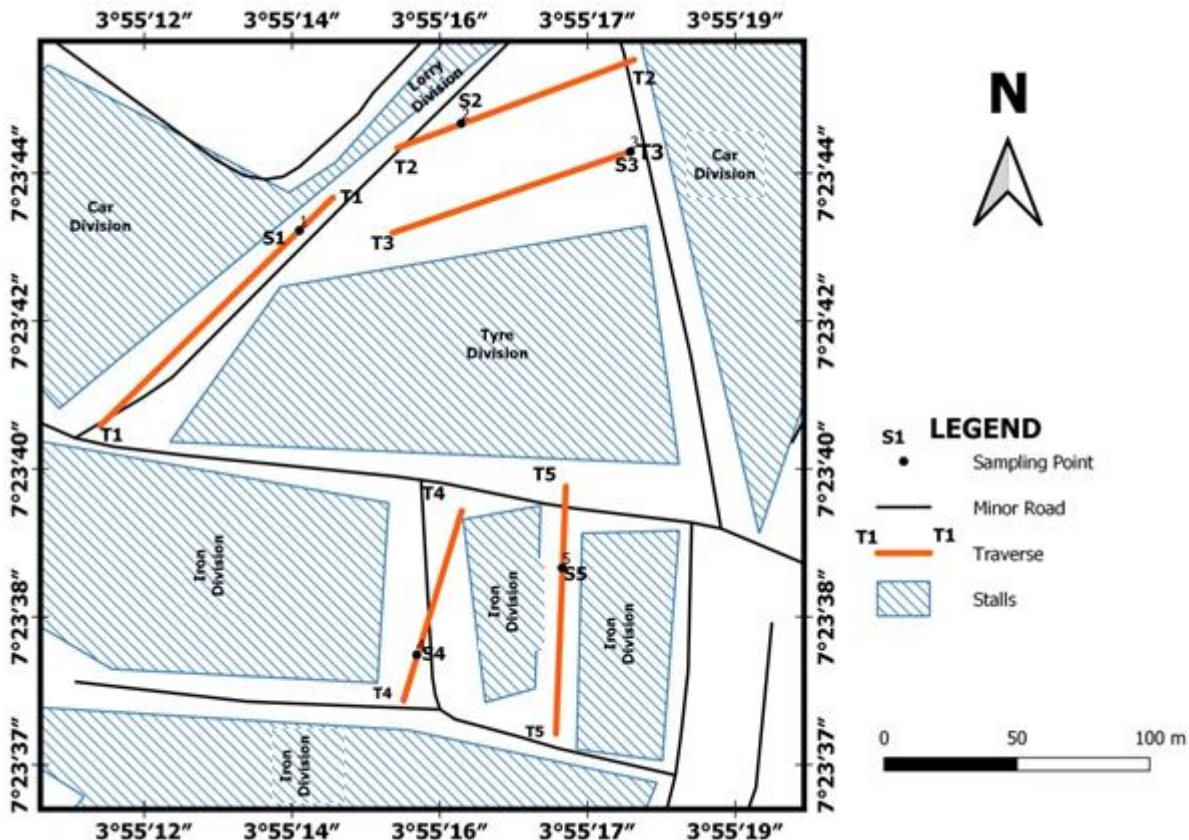 3°55′12″ 3°55′14″ 3°55′16″ 3°55′17″ 3°55′19″
7°23′44″
7°23′42″
7°23′40″
7°23′38″
7°23′37″
Lorry
Division
S2
2
T2
T2
3
T3
S3
T3
Car
Division
Car
Division
T1
1
S1
T1
Tyre
Division
T5
T4
Iron
Division
Iron
Division
5
S5
Iron
Division
S4
T4
T5
Iron
Division
7°23′44″
7°23′42″
7°23′40″
7°23′38″
7°23′37″
3°55′12″ 3°55′14″ 3°55′16″ 3°55′17″ 3°55′19″
N
LEGEND
S1
Sampling Point
Minor Road
T1 T1
Traverse
Stalls
0 50 100 m